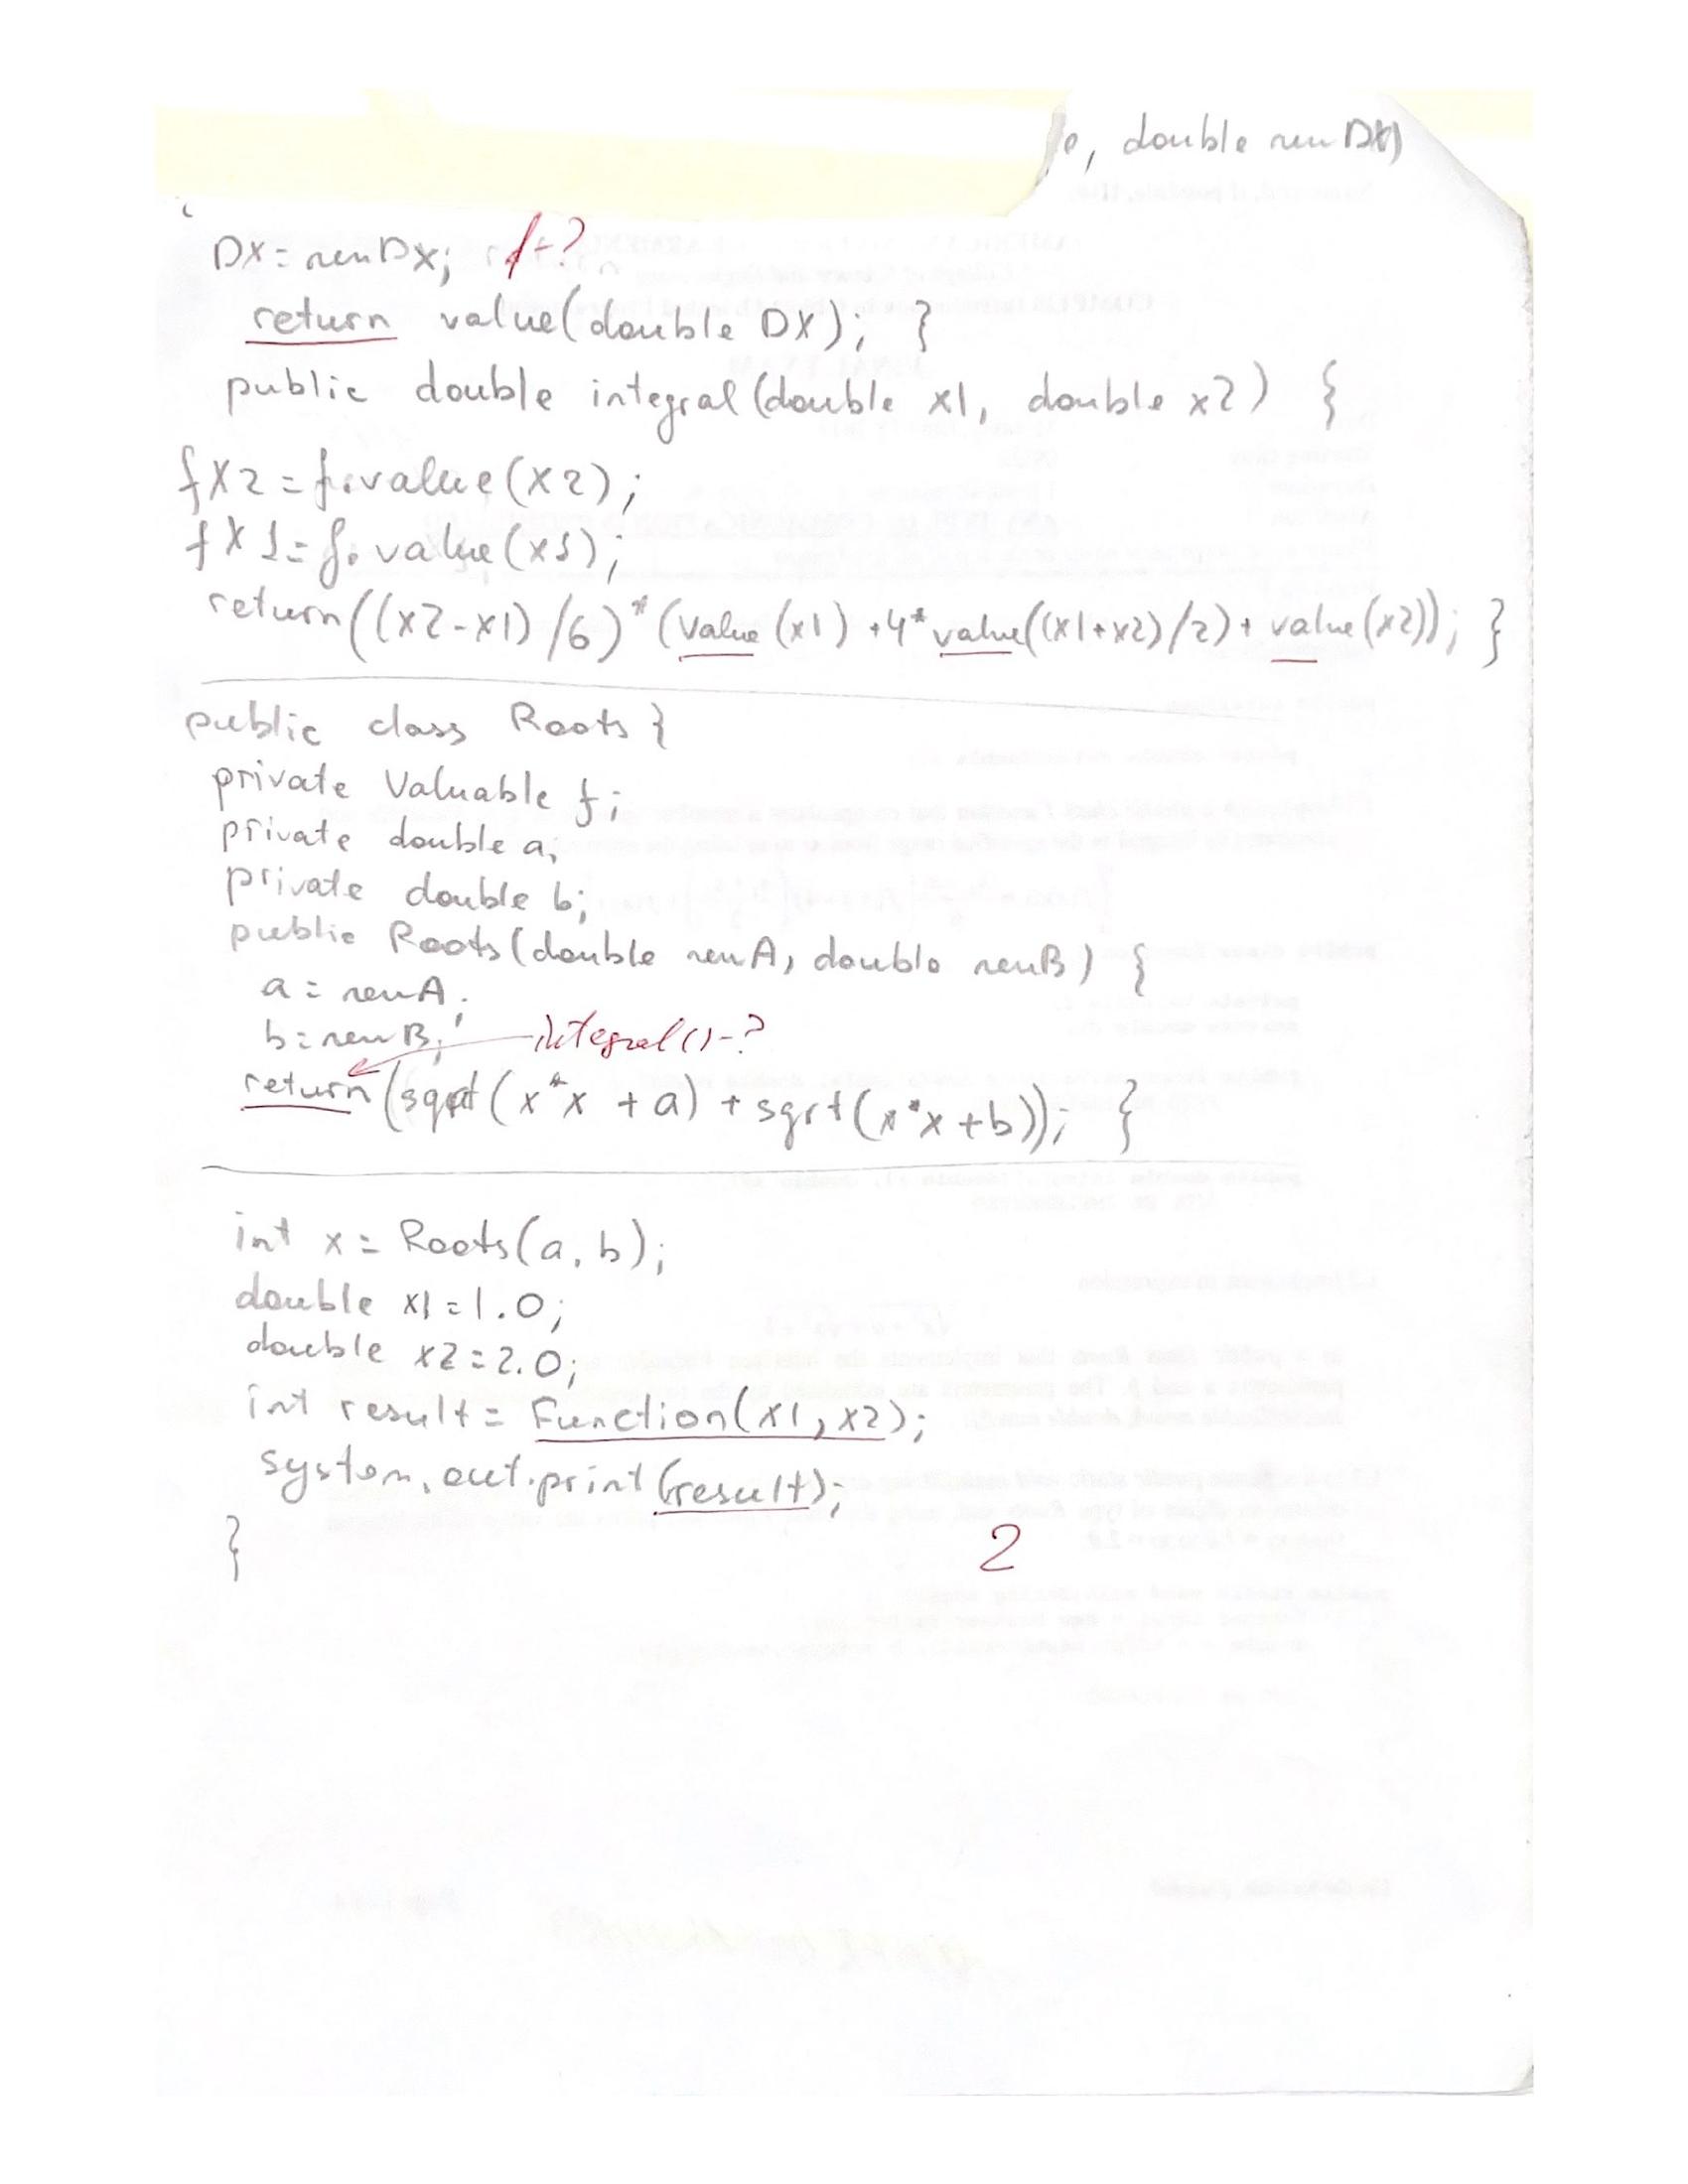 , double newDX)
DX = newDX; f-?
return value(double DX); }
public double integral(double x1, double x2) {
fX2 = f.value(x2);
fX1 = f.value(x1);
return((x2-x1)/6)*(value(x1)+4*value((x1+x2)/2)+value(x2)); }
public class Roots {
private Valuable f;
private double a;
private double b;
public Roots(double newA, double newB) {
a = newA;
b = newB; integral()-?
return (sqrt(x*x + a) + sqrt(x*x+b)); }
int x = Roots(a, b);
double x1 = 1.0;
double x2 = 2.0;
int result = Function(x1, x2);
system.out.print(result);
}
2